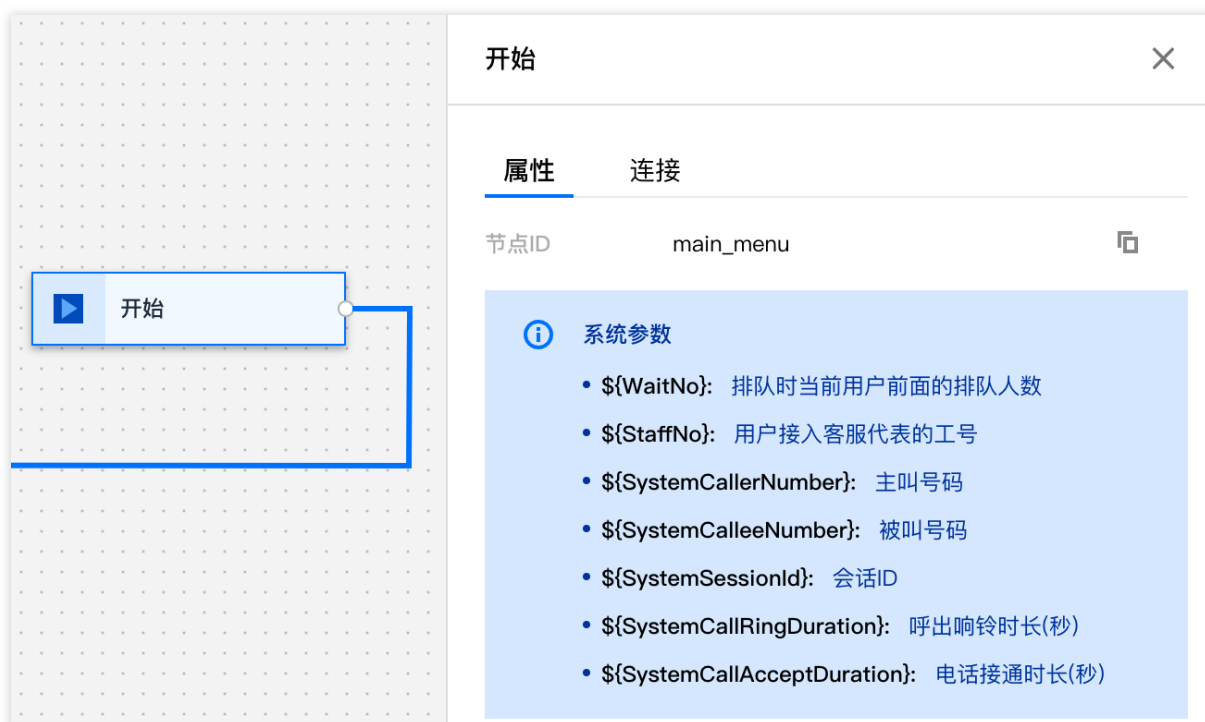 开始
开始
属性 连接
节点ID main_menu
系统参数
• ${WaitNo}: 排队时当前用户前面的排队人数
• ${StaffNo}: 用户接入客服代表的工号
• ${SystemCallerNumber}: 主叫号码
• ${SystemCalleeNumber}: 被叫号码
• ${SystemSessionId}: 会话ID
• ${SystemCallRingDuration}: 呼出响铃时长(秒)
• ${SystemCallAcceptDuration}: 电话接通时长(秒)